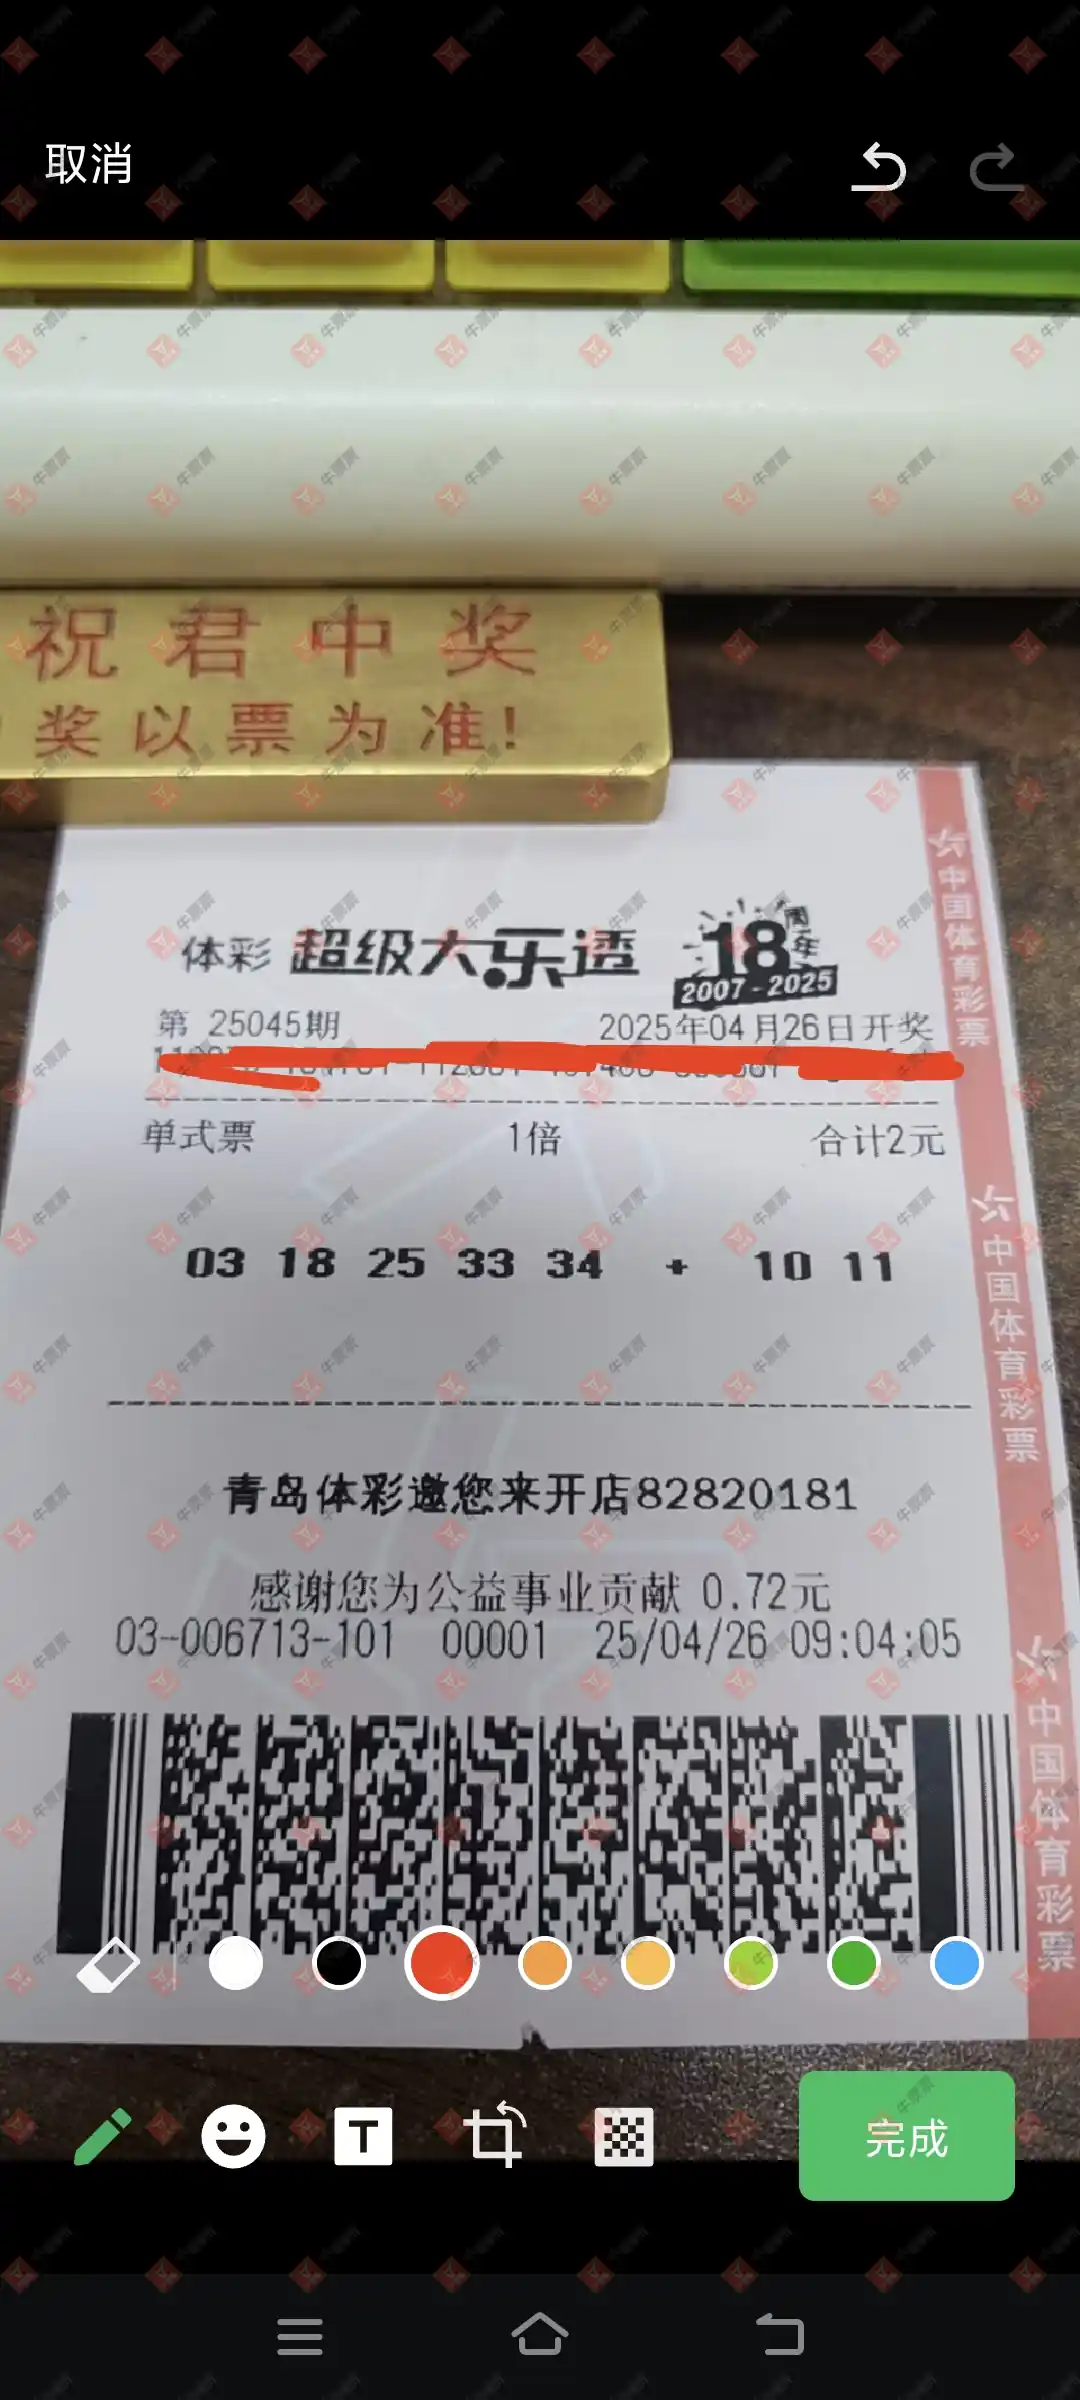 取消
祝君中奖
奖以票为准!
体彩 超级大乐透 18周年
2007-2025
第 25045期 2025年04月26日开奖
单式票 1倍 合计2元
03 18 25 33 34 + 10 11
青岛体彩邀您来开店82820181
感谢您为公益事业贡献 0.72元
03-006713-101 00001 25/04/26 09:04:05
中国体育彩票
中国体育彩票
中国体育彩票
T
完成
牛票票